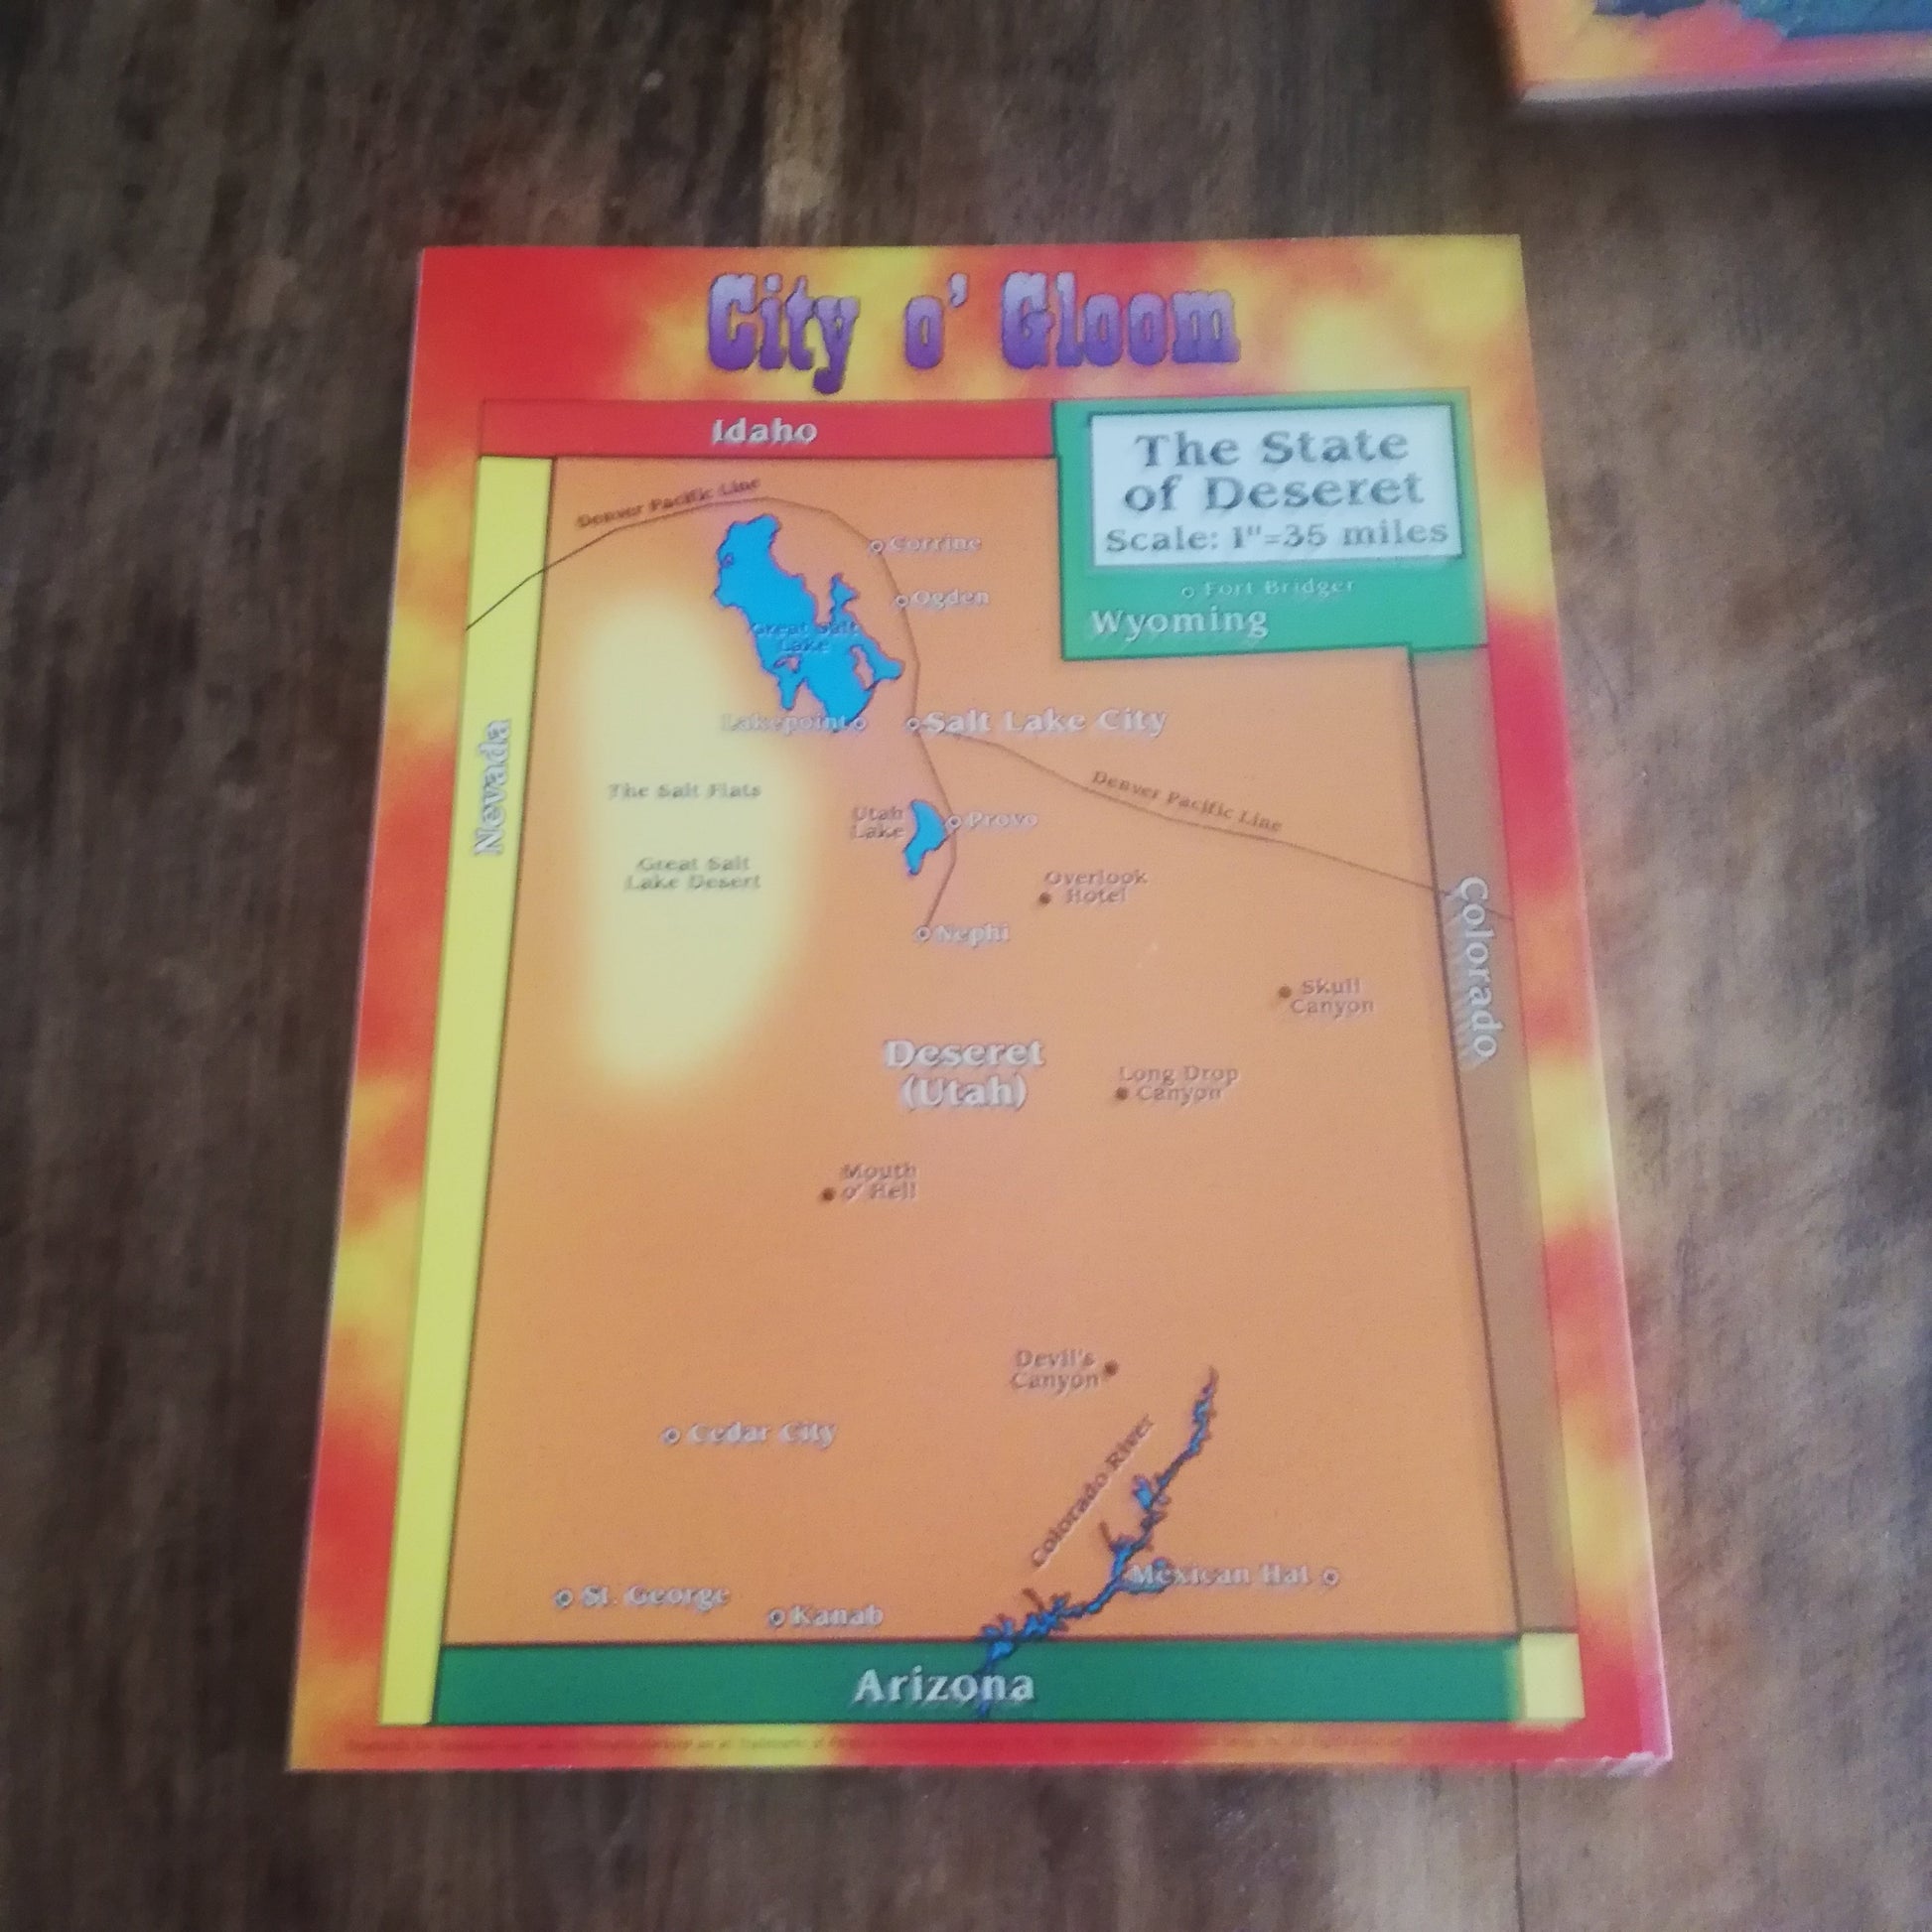 City o' Gloom
Idaho
The State
of Deseret
Scale: 1"=35 miles
Denver Pacific Line
Corrine
Ogden
Fort Bridger
Wyoming
Great Salt
Lake
Lakepoint
Salt Lake City
Nevada
The Salt Flats
Denver Pacific Line
Utah
Lake
Provo
Great Salt
Lake Desert
Overlook
Hotel
Nephi
Colorado
Skull
Canyon
Deseret
(Utah)
Long Drop
Canyon
Mouth
o' Hell
Devil's
Canyon
Cedar City
Colorado River
Mexican Hat
St. George
Kanab
Arizona